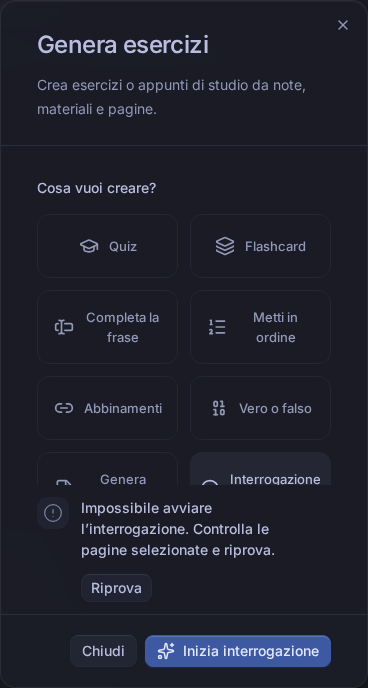 Genera esercizi
Crea esercizi o appunti di studio da note,
materiali e pagine.
Cosa vuoi creare?
Quiz
Flashcard
Completa la
frase
Metti in
ordine
Abbinamenti
Vero o falso
Genera
Interrogazione
Impossibile avviare
l’interrogazione. Controlla le
pagine selezionate e riprova.
Riprova
Chiudi
Inizia interrogazione